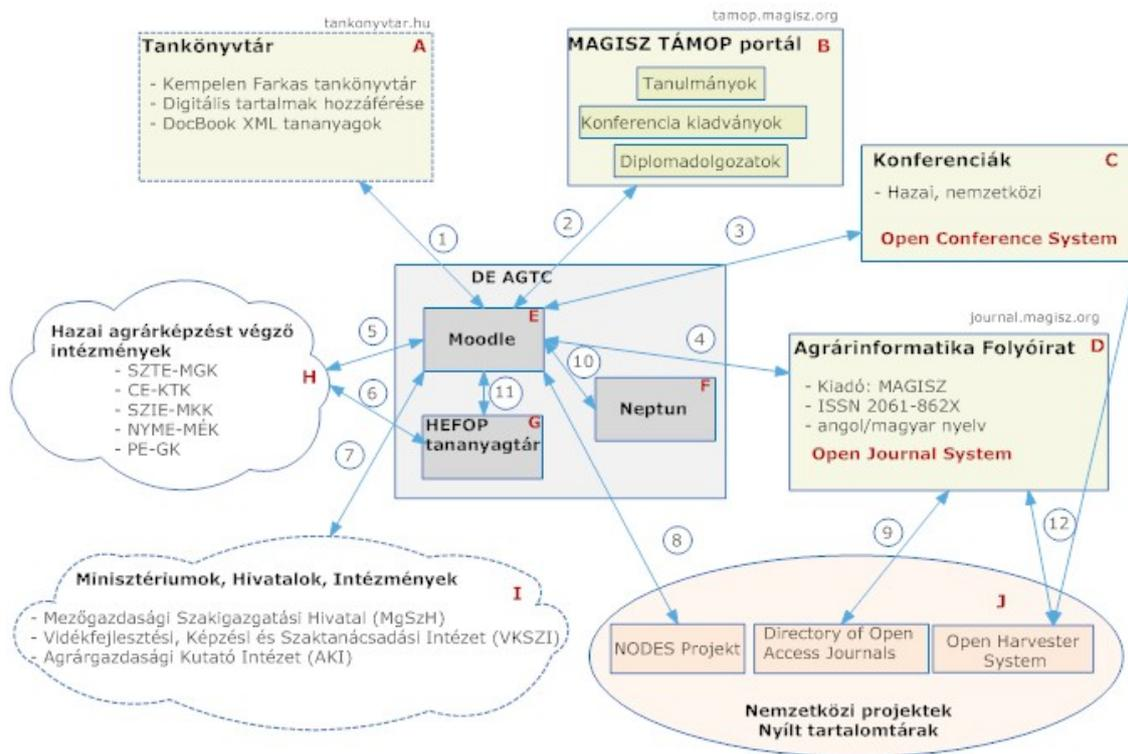 tankonyvtar.hu
Tankönyvtár
A
- Kempelen Farkas tankönyvtár
- Digitális tartalmak hozzáférése
- DocBook XML tananyagok
tamop.magisz.org
MAGISZ TÁMOP portál
B
Tanulmányok
Konferencia kiadványok
Diplomadolgozatok
Konferenciák
C
- Hazai, nemzetközi
Open Conference System
1
2
3
DE AGTC
E
Moodle
F
Neptun
G
HEFOP
tananyagtár
10
11
4
5
6
7
Hazai agrárképzést végző
intézmények
- SZTE-MGK
- CE-KTK
- SZIE-MKK
- NYME-MÉK
- PE-GK
H
journal.magisz.org
Agrárinformatika Folyóirat
D
- Kiadó: MAGISZ
- ISSN 2061-862X
- angol/magyar nyelv
Open Journal System
8
9
12
Minisztériumok, Hivatalok, Intézmények
I
- Mezőgazdasági Szakigazgatási Hivatal (MgSzH)
- Vidékfejlesztési, Képzési és Szaktanácsadási Intézet (VKSZI)
- Agrárgazdasági Kutató Intézet (AKI)
J
NODES Projekt
Directory of Open
Access Journals
Open Harvester
System
Nemzetközi projektek
Nyílt tartalomtárak